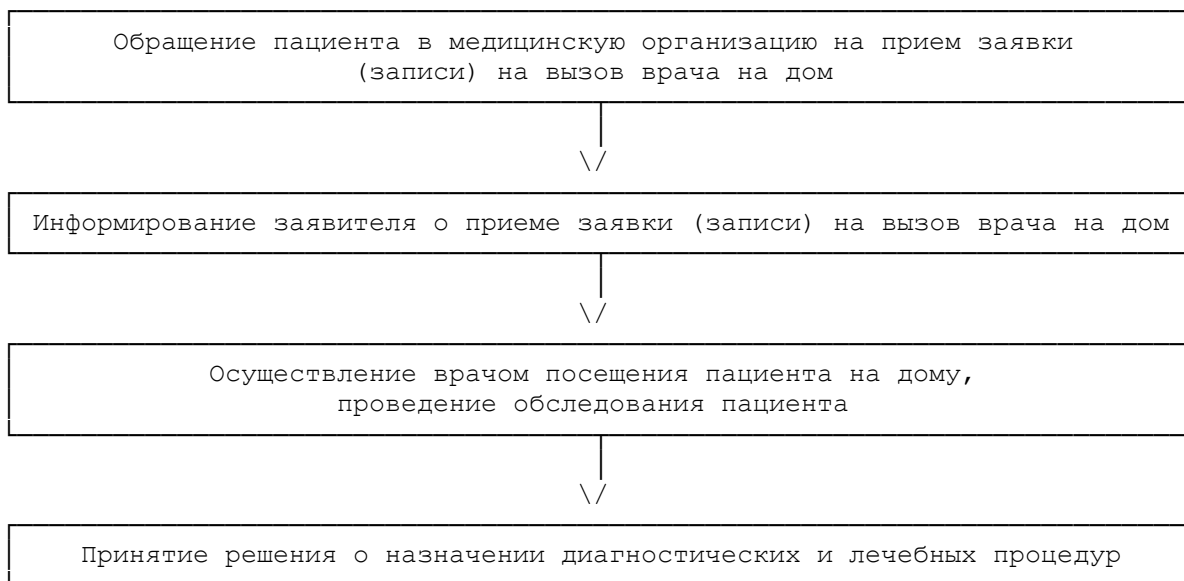 Обращение пациента в медицинскую организацию на прием заявки
(записи) на вызов врача на дом
\/
Информирование заявителя о приеме заявки (записи) на вызов врача на дом
\/
Осуществление врачом посещения пациента на дому,
проведение обследования пациента
\/
Принятие решения о назначении диагностических и лечебных процедур